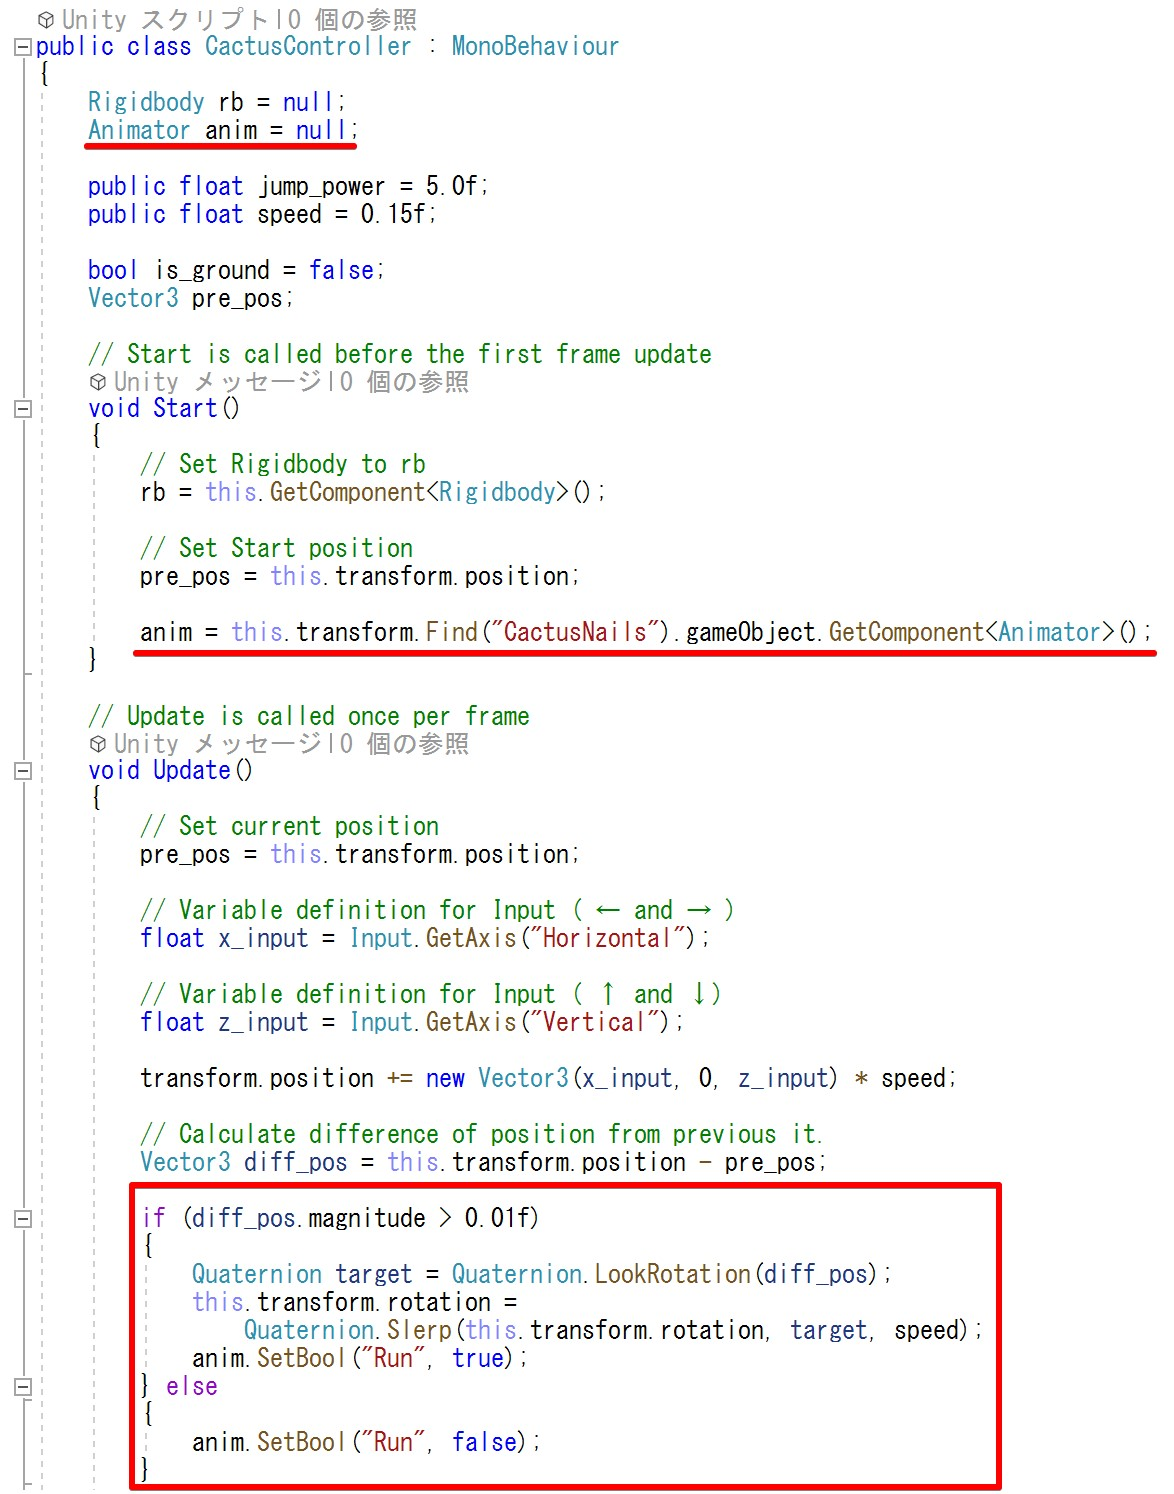 Unity スクリプト|0 個の参照
public class CactusController : MonoBehaviour
{
Rigidbody rb = null;
Animator anim = null;
public float jump_power = 5.0f;
public float speed = 0.15f;
bool is_ground = false;
Vector3 pre_pos;
// Start is called before the first frame update
Unity メッセージ|0 個の参照
void Start()
{
// Set Rigidbody to rb
rb = this.GetComponent<Rigidbody>();
// Set Start position
pre_pos = this.transform.position;
anim = this.transform.Find("CactusNails").gameObject.GetComponent<Animator>();
}
// Update is called once per frame
Unity メッセージ|0 個の参照
void Update()
{
// Set current position
pre_pos = this.transform.position;
// Variable definition for Input ( ← and → )
float x_input = Input.GetAxis("Horizontal");
// Variable definition for Input ( ↑ and ↓)
float z_input = Input.GetAxis("Vertical");
transform.position += new Vector3(x_input, 0, z_input) * speed;
// Calculate difference of position from previous it.
Vector3 diff_pos = this.transform.position - pre_pos;
if (diff_pos.magnitude > 0.01f)
{
Quaternion target = Quaternion.LookRotation(diff_pos);
this.transform.rotation =
Quaternion.Slerp(this.transform.rotation, target, speed);
anim.SetBool("Run", true);
} else
{
anim.SetBool("Run", false);
}